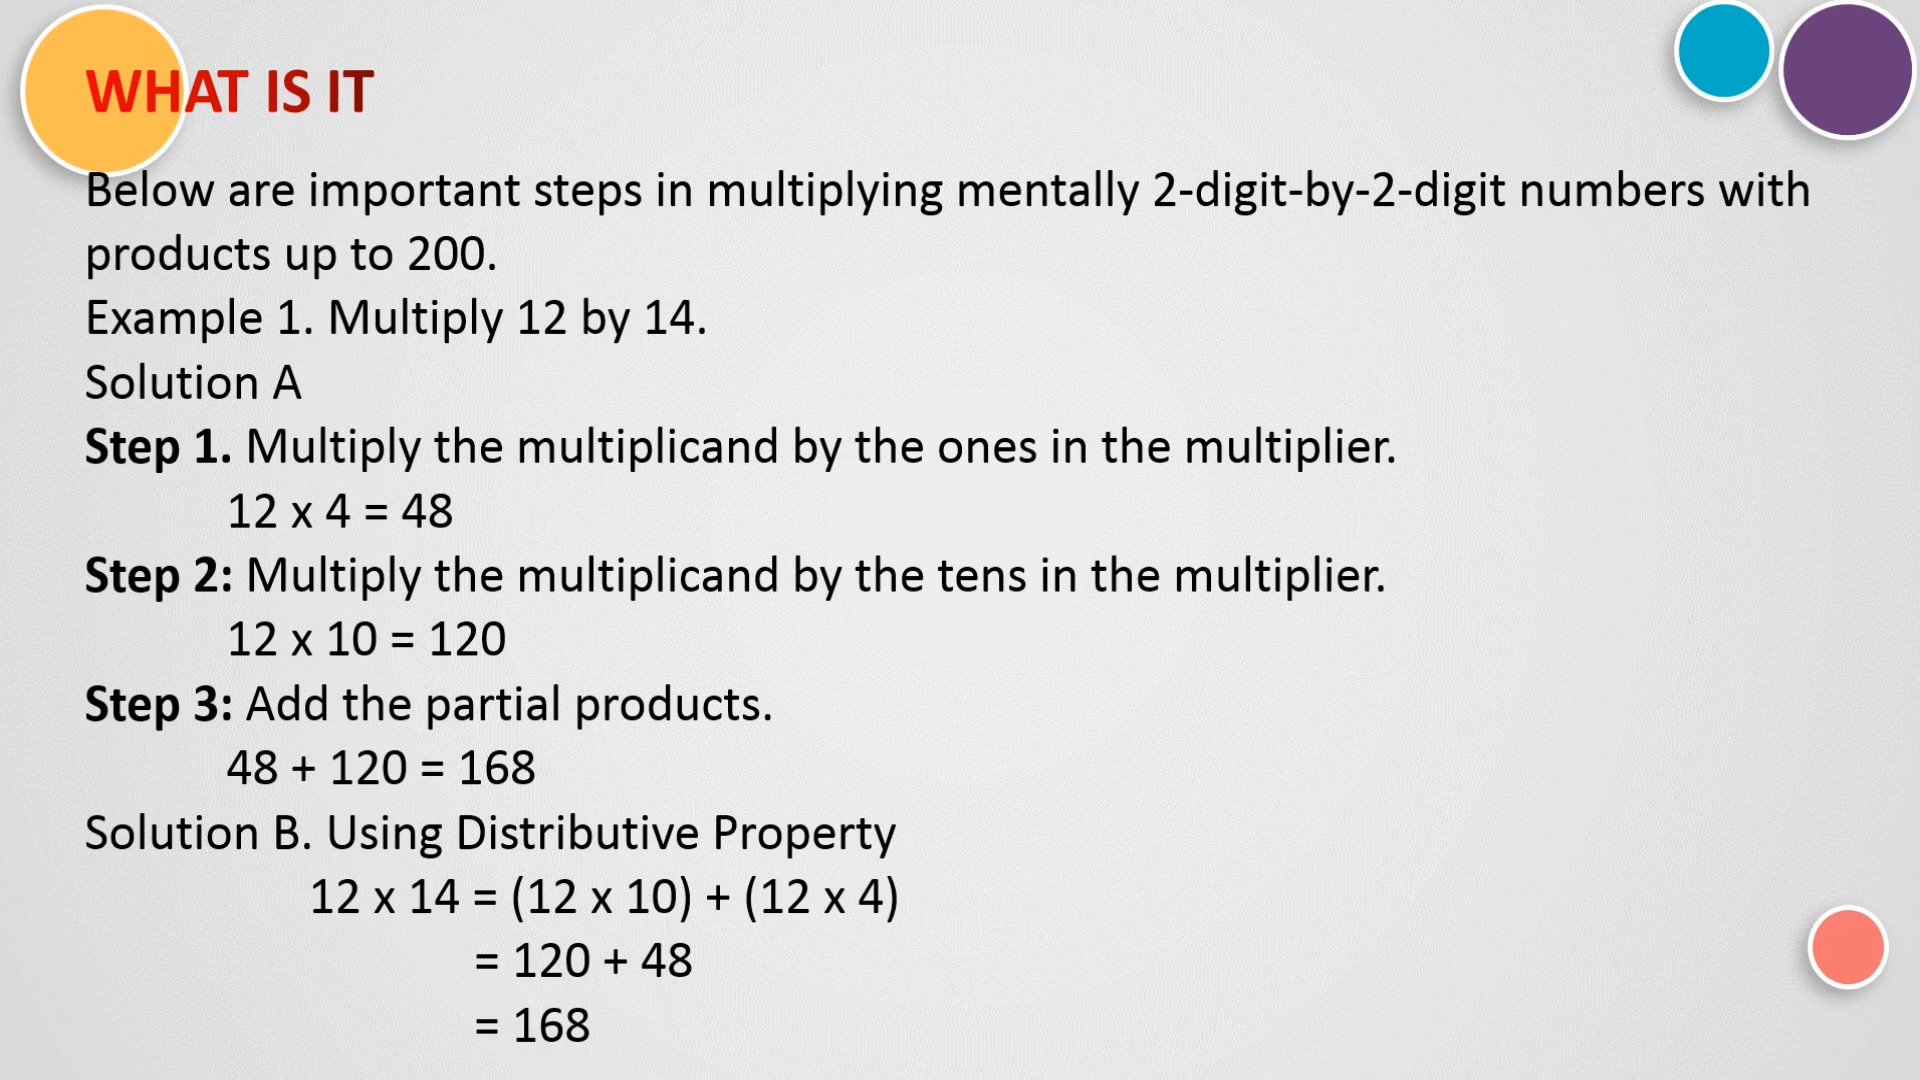 WHAT IS IT
Below are important steps in multiplying mentally 2-digit-by-2-digit numbers with
products up to 200.
Example 1. Multiply 12 by 14.
Solution A
Step 1. Multiply the multiplicand by the ones in the multiplier.
12 x 4 = 48
Step 2: Multiply the multiplicand by the tens in the multiplier.
12 x 10 = 120
Step 3: Add the partial products.
48 + 120 = 168
Solution B. Using Distributive Property
12 x 14 = (12 x 10) + (12 x 4)
= 120 + 48
= 168